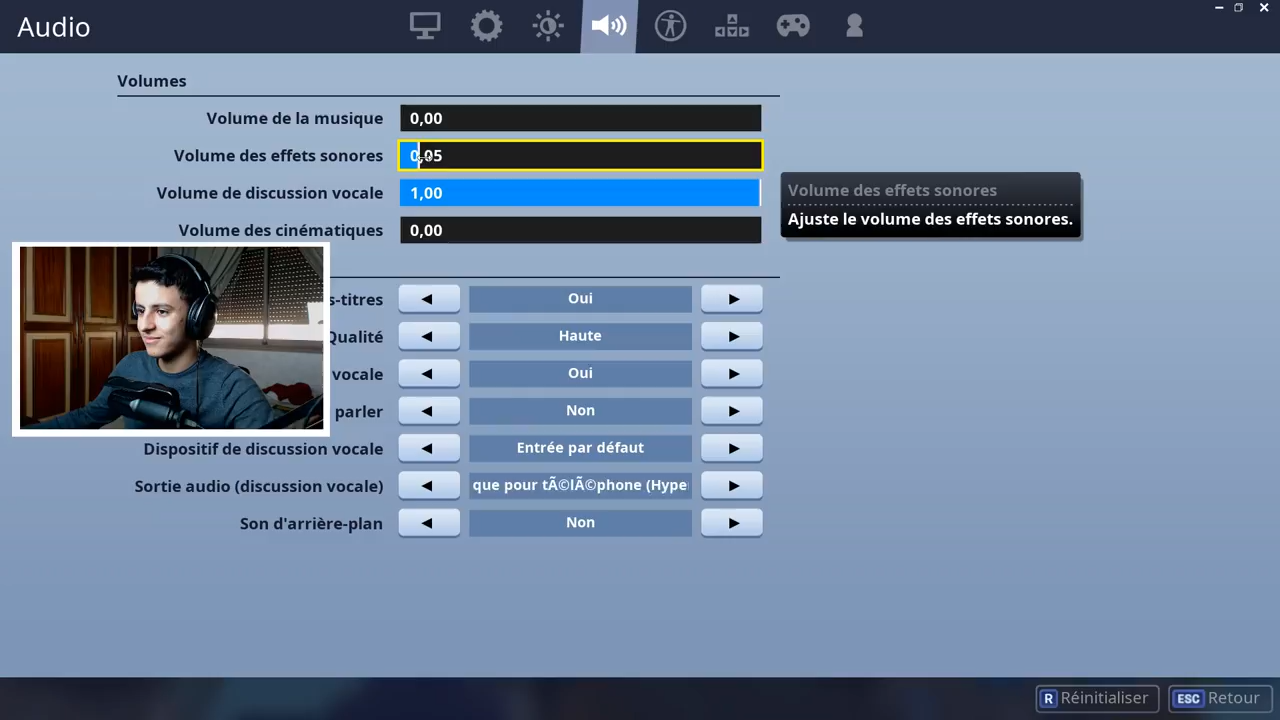 Audio
Volumes
Volume de la musique 0,00
Volume des effets sonores 0,05
Volume de discussion vocale 1,00
Volume des cinématiques 0,00
Volume des effets sonores
Ajuste le volume des effets sonores.
s-titres Oui
Qualité Haute
vocale Oui
parler Non
Dispositif de discussion vocale Entrée par défaut
Sortie audio (discussion vocale) que pour tÃ©lÃ©phone (Hype
Son d'arrière-plan Non
R Réinitialiser
ESC Retour